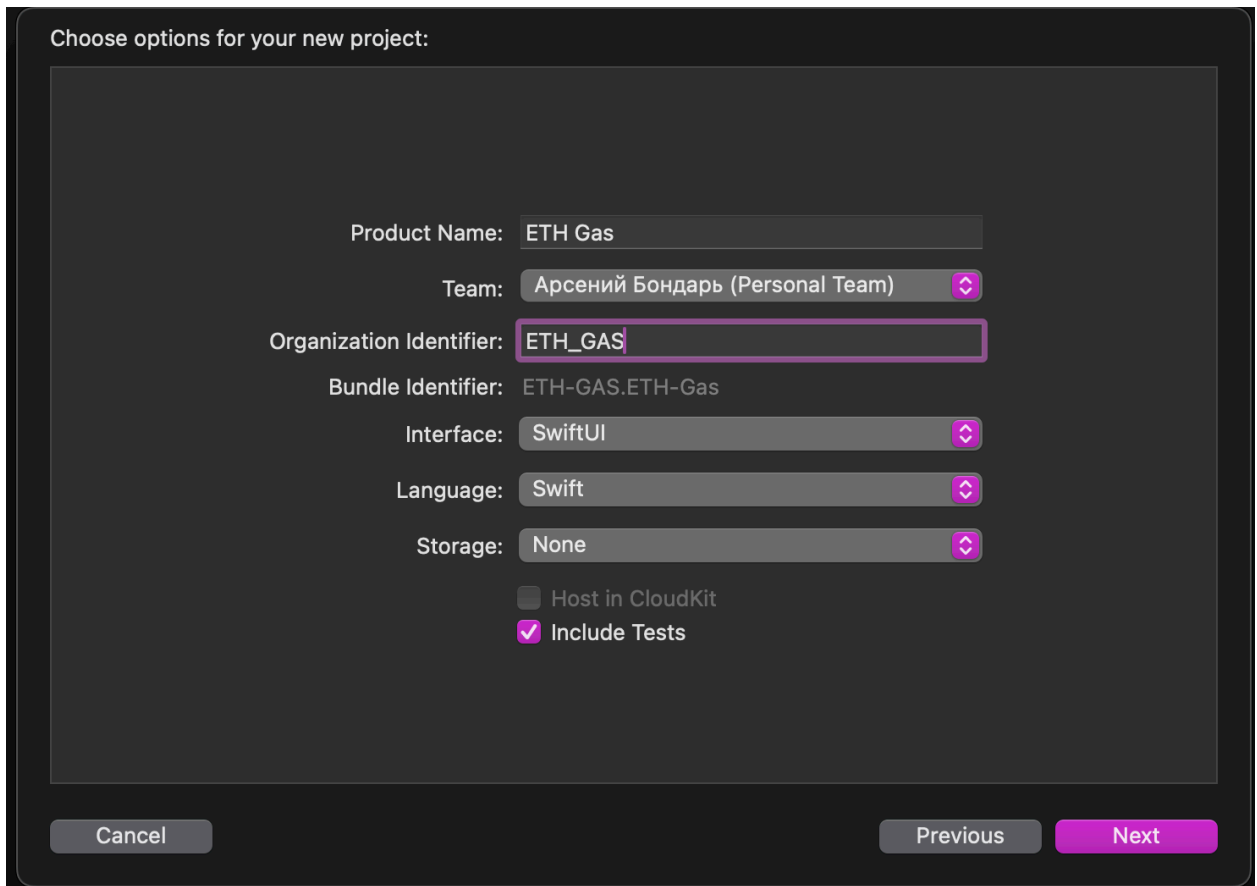 Choose options for your new project:
Product Name: ETH Gas
Team: Арсений Бондарь (Personal Team)
Organization Identifier: ETH_GAS
Bundle Identifier: ETH-GAS.ETH-Gas
Interface: SwiftUI
Language: Swift
Storage: None
Host in CloudKit
Include Tests
Cancel Previous Next